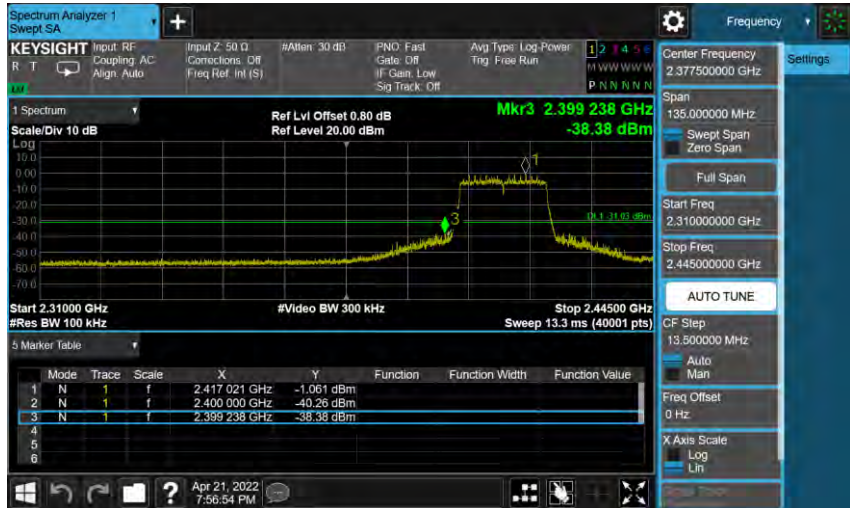 Spectrum Analyzer 1
Swept SA
+
Frequency
KEYSIGHT Input: RF Input Z: 50 Ω #Atten: 30 dB PNO: Fast Avg Type: Log-Power 1 2 3 4 5 6
R T Coupling: AC Corrections: Off Gate: Off Trig: Free Run M W W W W W
Align: Auto Freq Ref: Int (S) IF Gain: Low
Sig Track: Off P N N N N N
1 Spectrum
Ref Lvl Offset 0.80 dB
Mkr3 2.399 238 GHz
Scale/Div 10 dB
Ref Level 20.00 dBm
-38.38 dBm
Log
10.0
0.00
-10.0
-20.0
-30.0
-40.0
-50.0
-60.0
-70.0
1
3
DL1 -31.03 dBm
Start 2.31000 GHz #Video BW 300 kHz Stop 2.44500 GHz
#Res BW 100 kHz Sweep 13.3 ms (40001 pts)
5 Marker Table
Mode Trace Scale X Y Function Function Width Function Value
1 N 1 f 2.417 021 GHz -1.061 dBm
2 N 1 f 2.400 000 GHz -40.26 dBm
3 N 1 f 2.399 238 GHz -38.38 dBm
4
5
6
Apr 21, 2022
7:56:54 PM
Settings
Center Frequency
2.377500000 GHz
Span
135.000000 MHz
Swept Span
Zero Span
Full Span
Start Freq
2.310000000 GHz
Stop Freq
2.445000000 GHz
AUTO TUNE
CF Step
13.500000 MHz
Auto
Man
Freq Offset
0 Hz
X Axis Scale
Log
Lin